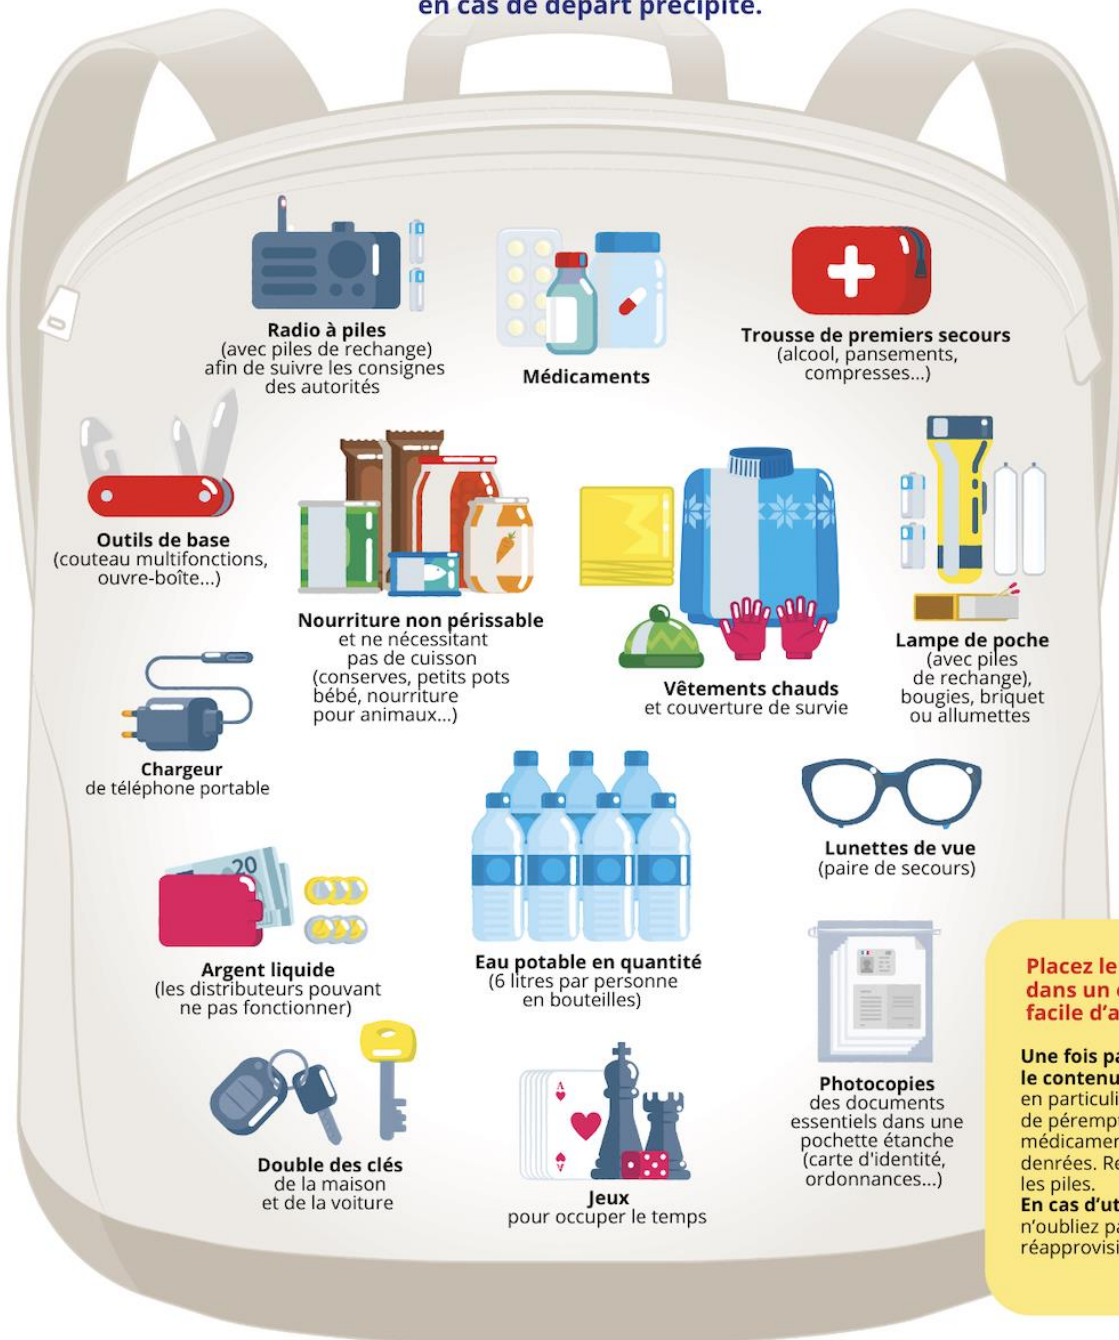 en cas de départ précipité.
Radio à piles
(avec piles de rechange)
afin de suivre les consignes
des autorités
Médicaments
Trousse de premiers secours
(alcool, pansements,
compresses...)
Outils de base
(couteau multifonctions,
ouvre-boîte...)
Nourriture non périssable
et ne nécessitant
pas de cuisson
(conserves, petits pots
bébé, nourriture
pour animaux...)
Vêtements chauds
et couverture de survie
Lampe de poche
(avec piles
de rechange),
bougies, briquet
ou allumettes
Chargeur
de téléphone portable
Eau potable en quantité
(6 litres par personne
en bouteilles)
Lunettes de vue
(paire de secours)
20
Argent liquide
(les distributeurs pouvant
ne pas fonctionner)
Photocopies
des documents
essentiels dans une
pochette étanche
(carte d'identité,
ordonnances...)
Double des clés
de la maison
et de la voiture
A
A
Jeux
pour occuper le temps
Placez le
dans un
facile d'a
Une fois pa
le contenu
en particuli
de péremp
médicamen
denrées. Re
les piles.
En cas d'ut
n'oubliez pa
réapprovisi